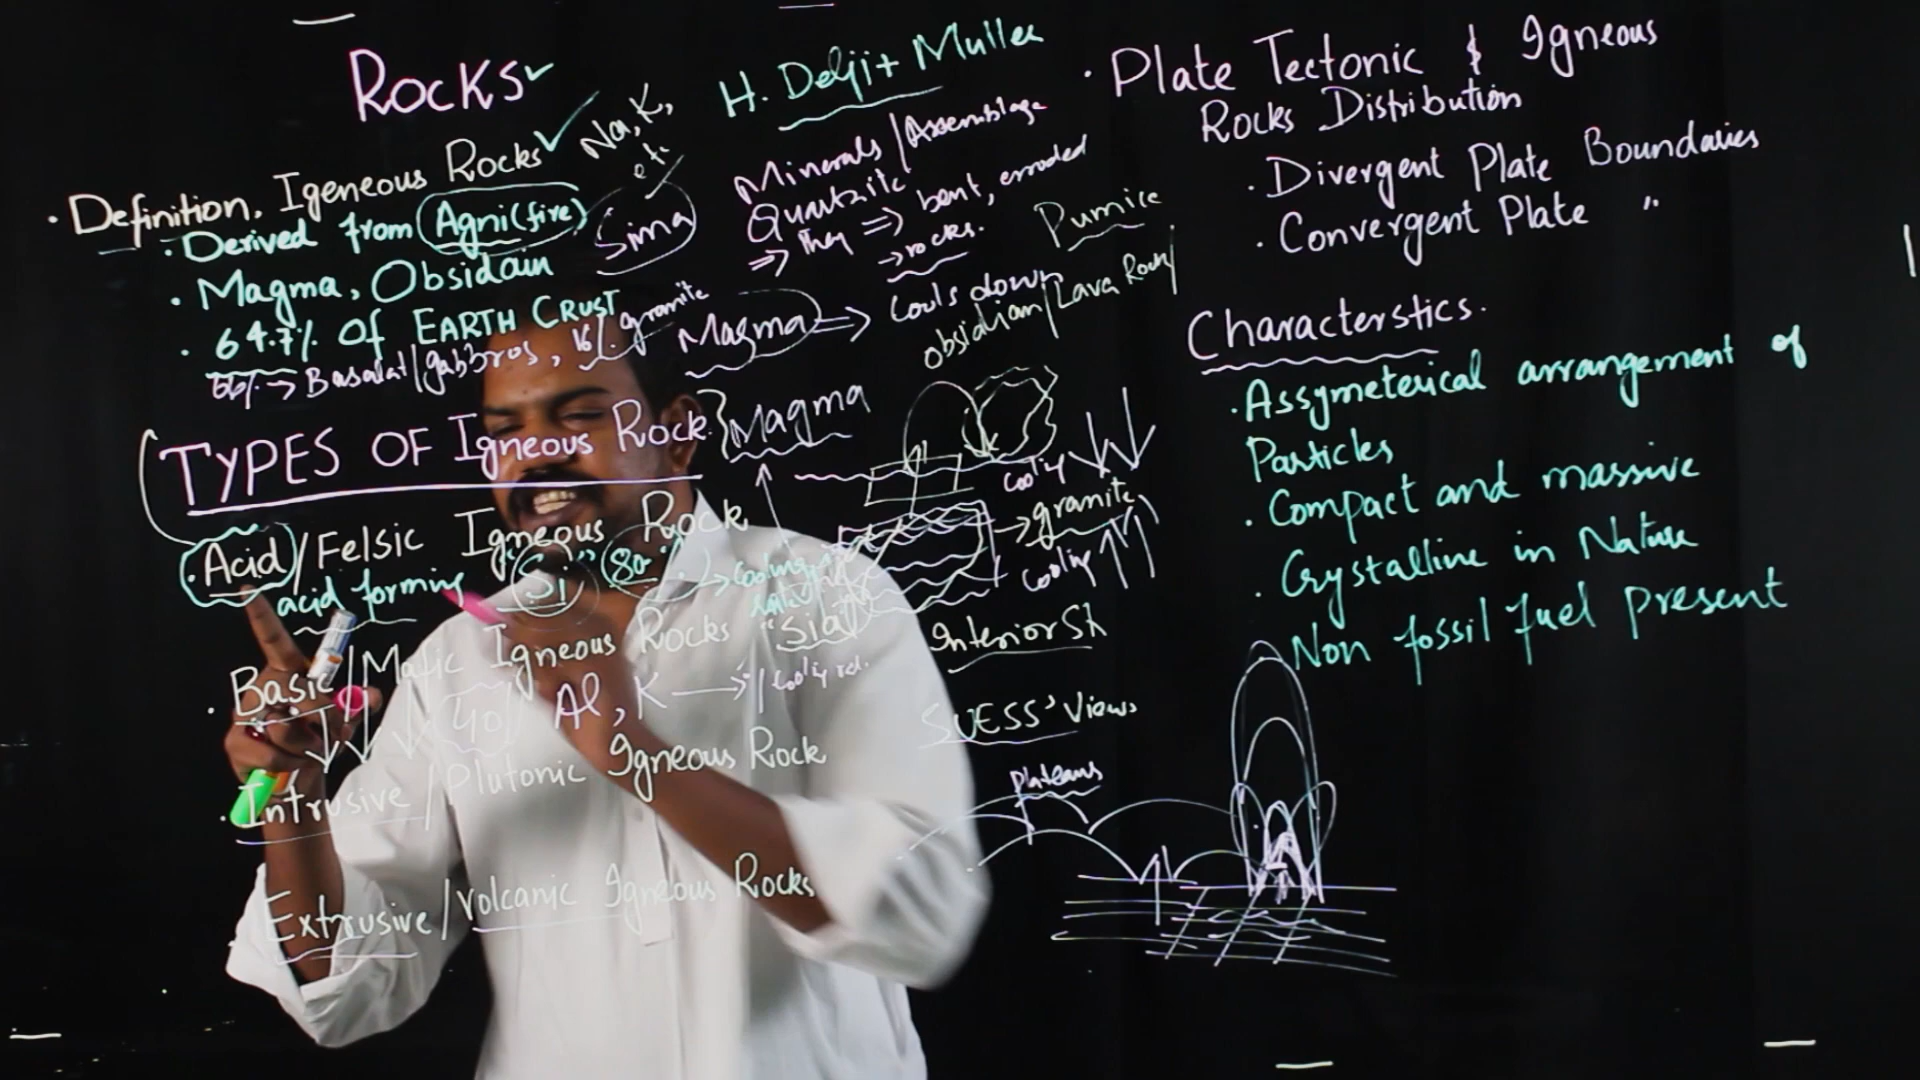 ROCKS
Definition, Igeneous Rocks
Derived from Agni (fire)
Magma, Obsidain
64.7% Of EARTH CRUST
66% → Basalat/gabbros, 16% granite
TYPES OF Igneous Rock
Acid/Felsic Igneous Rock
acid forming "Si" 80% → cooling
Basic/Mafic Igneous Rocks "Sial"
40% Al, K →
Intrusive/Plutonic Igneous Rock
Extrusive/Volcanic Igneous Rocks
Na, K,
etc
Sima
H. + Muller
Minerals/Assemblage
Quartzite
⇒ they ⇒ bent, erroded
→ rocks.
Pumice
Magma ⇒ Cools down
obsidian/Lava Rock/
Magma
Cooling
→ granite
Cooling
Interior St
SUESS' Views
Plateaus
Plate Tectonic & Igneous
Rocks Distribution
Divergent Plate Boundaries
Convergent Plate "
Characterstics.
Assymeterical arrangement of
Particles
Compact and massive
Crystalline in Nature
Non fossil fuel present